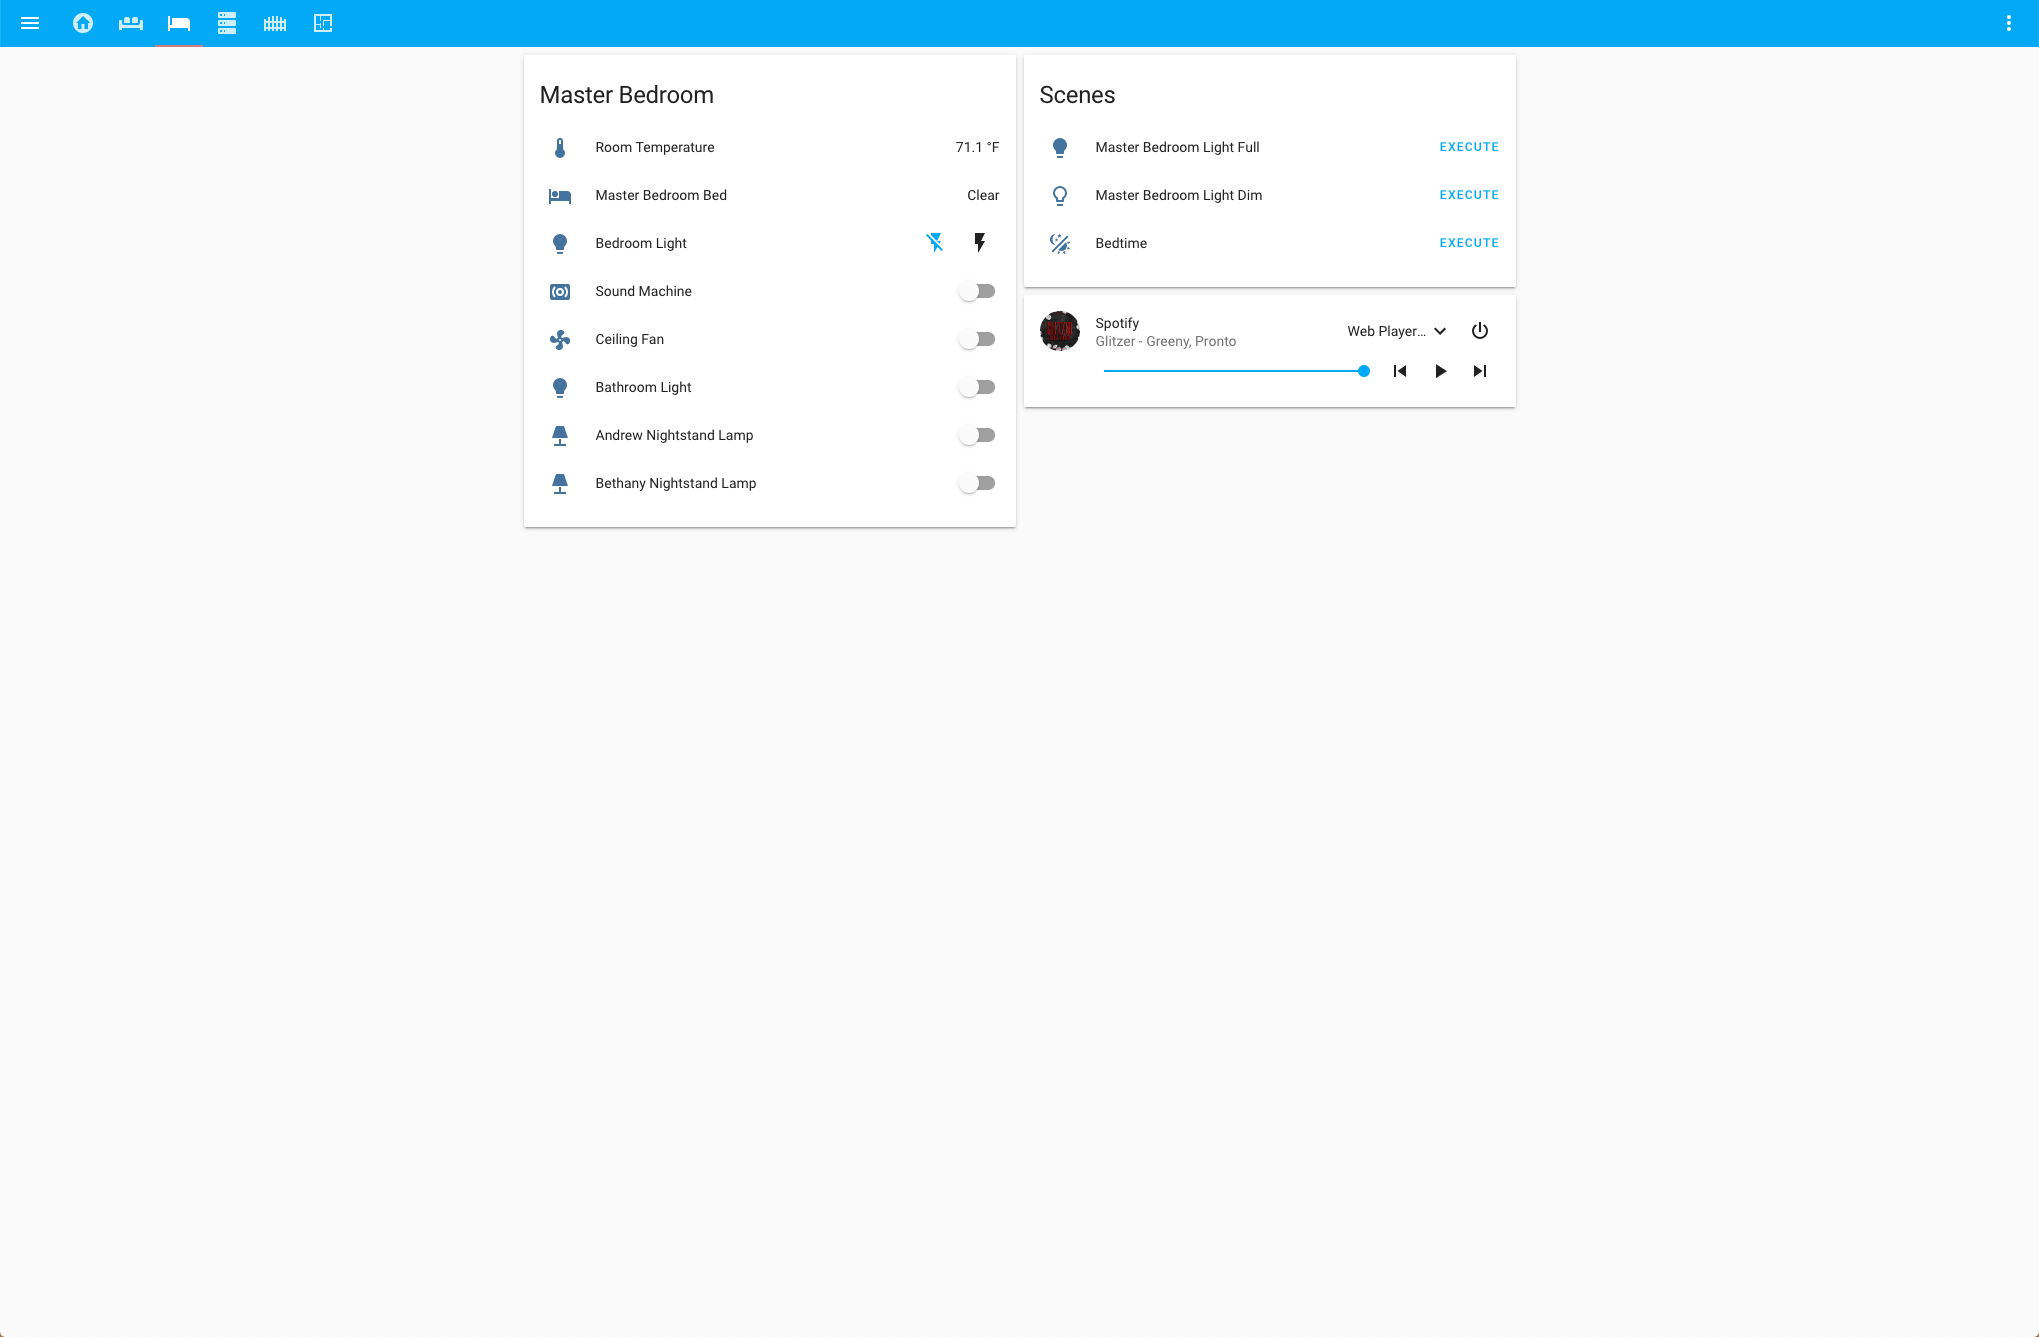 Master Bedroom
Room Temperature 71.1 °F
Master Bedroom Bed Clear
Bedroom Light
Sound Machine
Ceiling Fan
Bathroom Light
Andrew Nightstand Lamp
Bethany Nightstand Lamp
Scenes
Master Bedroom Light Full EXECUTE
Master Bedroom Light Dim EXECUTE
Bedtime EXECUTE
Spotify
Glitzer - Greeny, Pronto
Web Player...